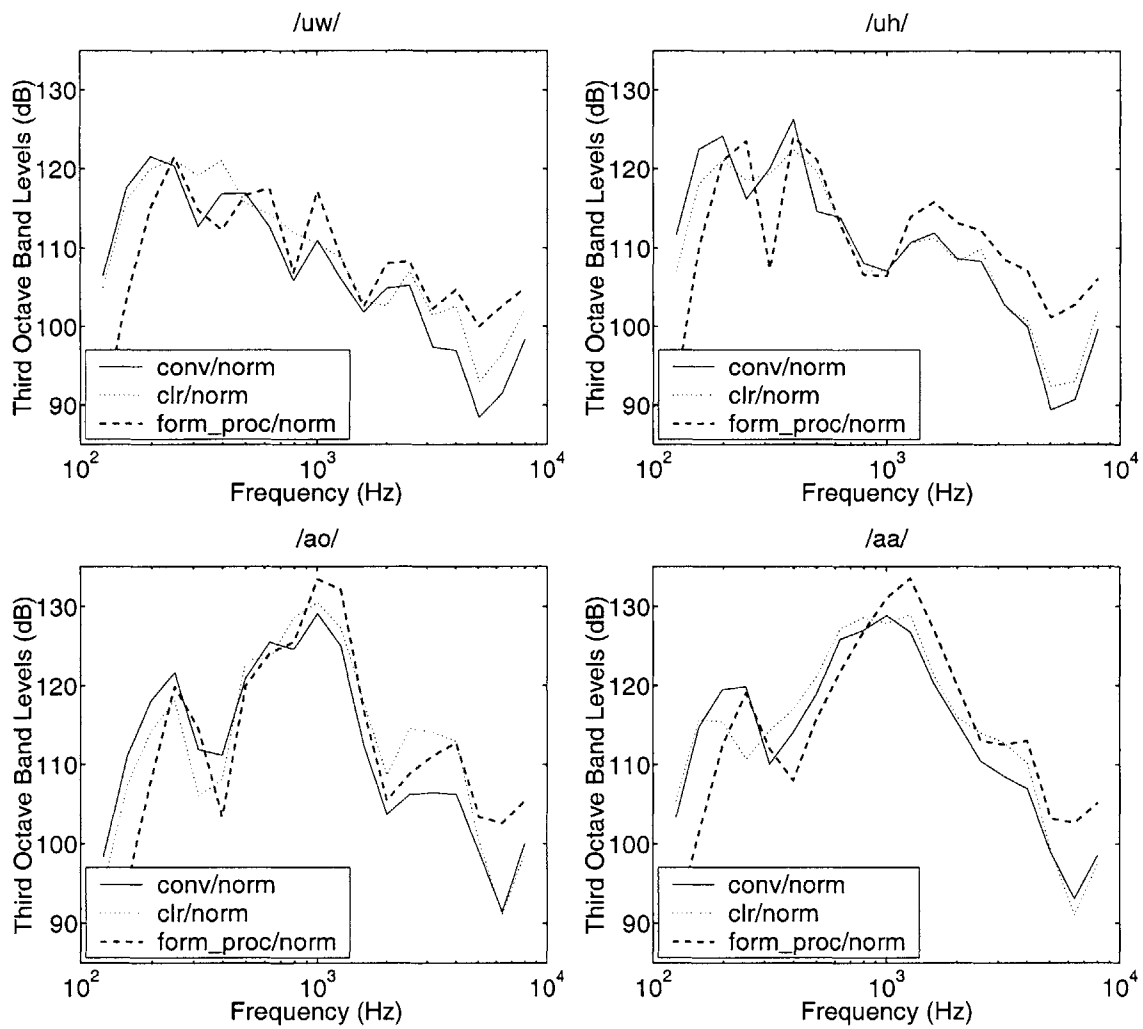 /uw/
Third Octave Band Levels (dB)
130
120
110
100
90
conv/norm
clr/norm
form_proc/norm
10^2
10^3
10^4
Frequency (Hz)
/uh/
Third Octave Band Levels (dB)
130
120
110
100
90
conv/norm
clr/norm
form_proc/norm
10^2
10^3
10^4
Frequency (Hz)
/ao/
Third Octave Band Levels (dB)
130
120
110
100
90
conv/norm
clr/norm
form_proc/norm
10^2
10^3
10^4
Frequency (Hz)
/aa/
Third Octave Band Levels (dB)
130
120
110
100
90
conv/norm
clr/norm
form_proc/norm
10^2
10^3
10^4
Frequency (Hz)